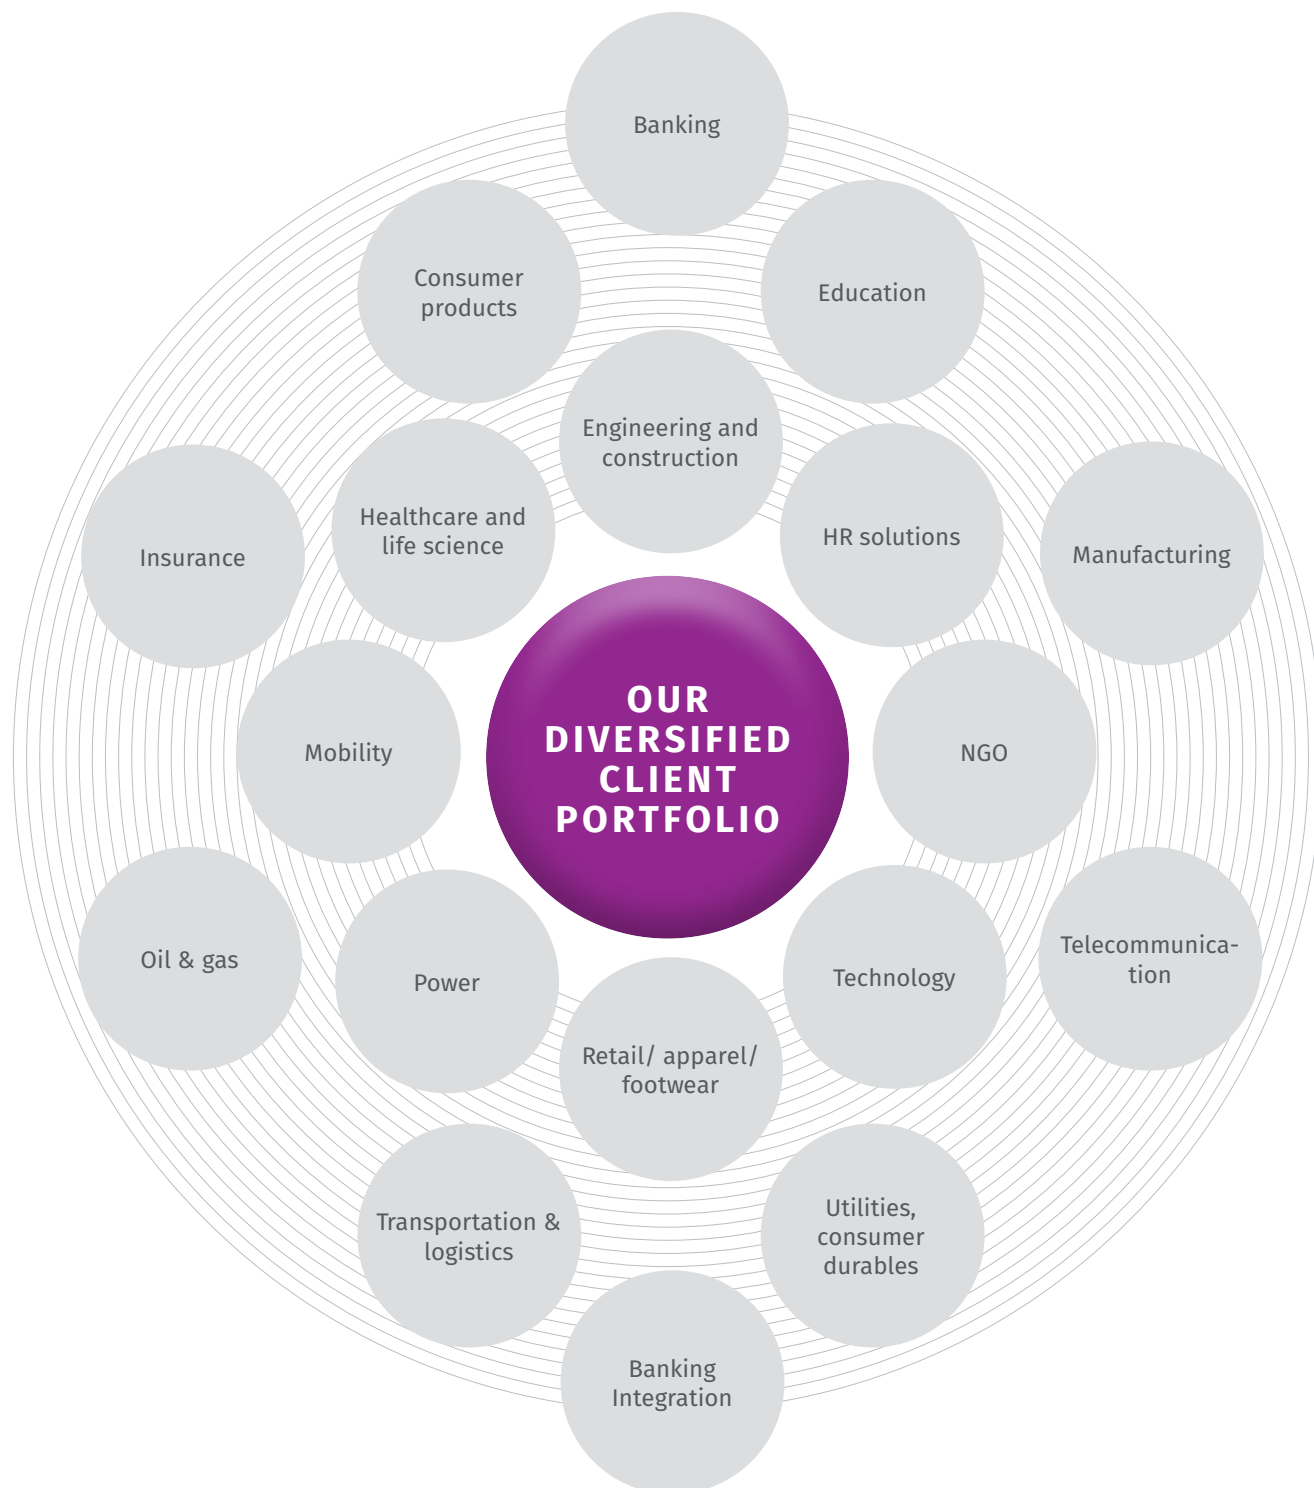 Banking
Consumer
products
Education
Engineering and
construction
Healthcare and
life science
HR solutions
Insurance
Manufacturing
OUR
DIVERSIFIED
CLIENT
PORTFOLIO
Mobility
NGO
Oil & gas
Power
Technology
Telecommunica-
tion
Retail/ apparel/
footwear
Transportation &
logistics
Utilities,
consumer
durables
Banking
Integration